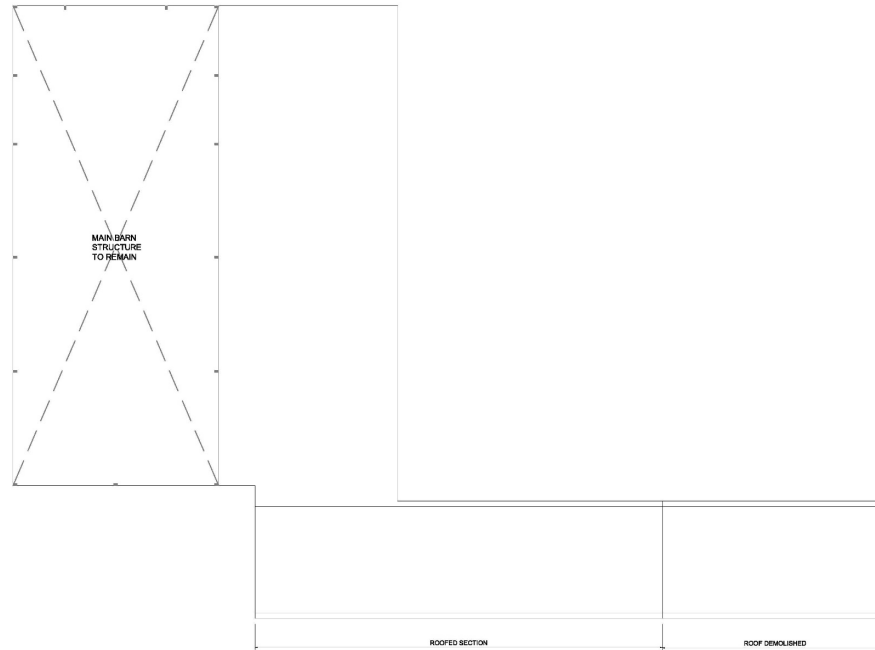 MAIN BARN
STRUCTURE
TO REMAIN
ROOFED SECTION
ROOF DEMOLISHED